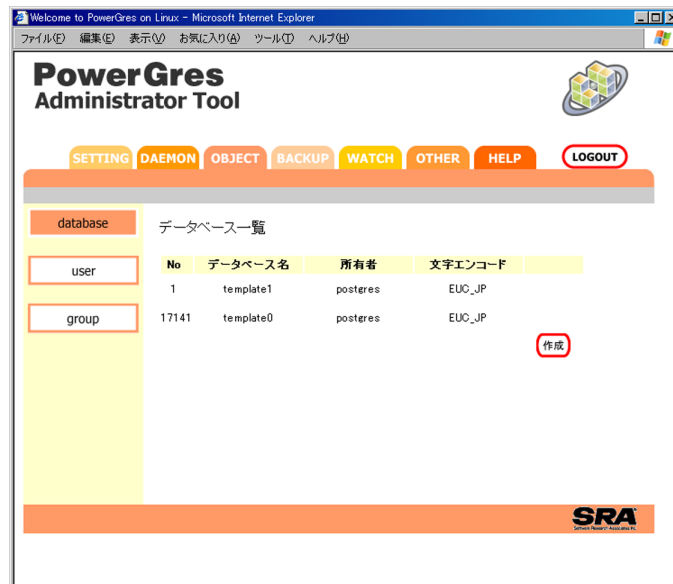 Welcome to PowerGres on Linux - Microsoft Internet Explorer
ファイル(F) 編集(E) 表示(V) お気に入り(A) ツール(T) ヘルプ(H)
PowerGres
Administrator Tool
SETTING DAEMON OBJECT BACKUP WATCH OTHER HELP LOGOUT
database
user
group
データベース一覧
No データベース名 所有者 文字エンコード
1 template1 postgres EUC_JP
17141 template0 postgres EUC_JP
作成
SRA
Software Research Associates, Inc.